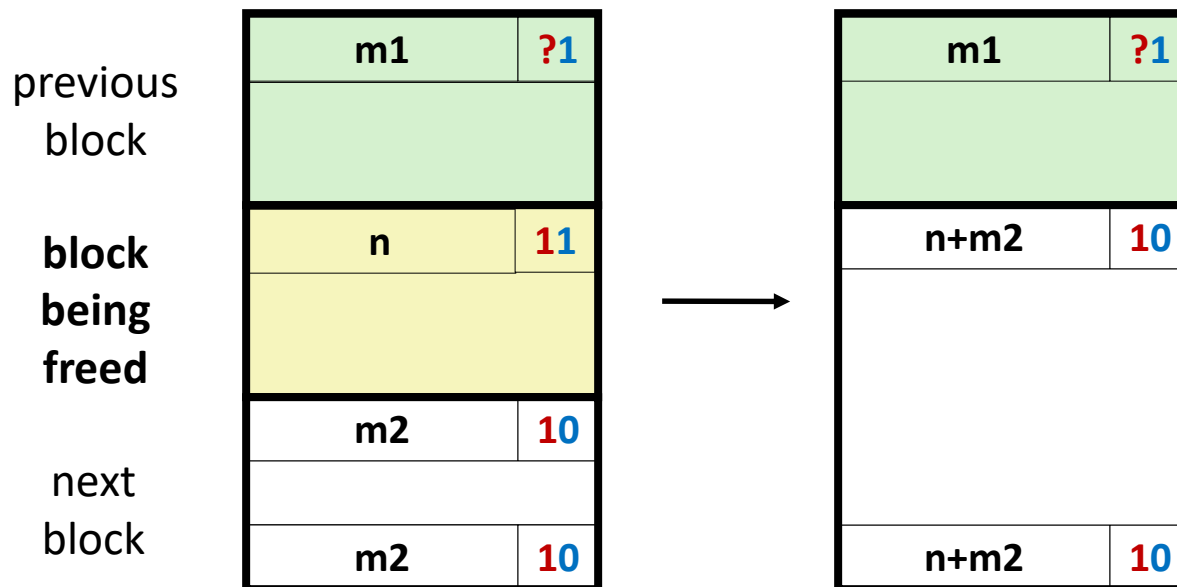 m1 ?1
previous
block
n 11
block
being
freed
m2 10
next
block
m2 10
m1 ?1
n+m2 10
n+m2 10